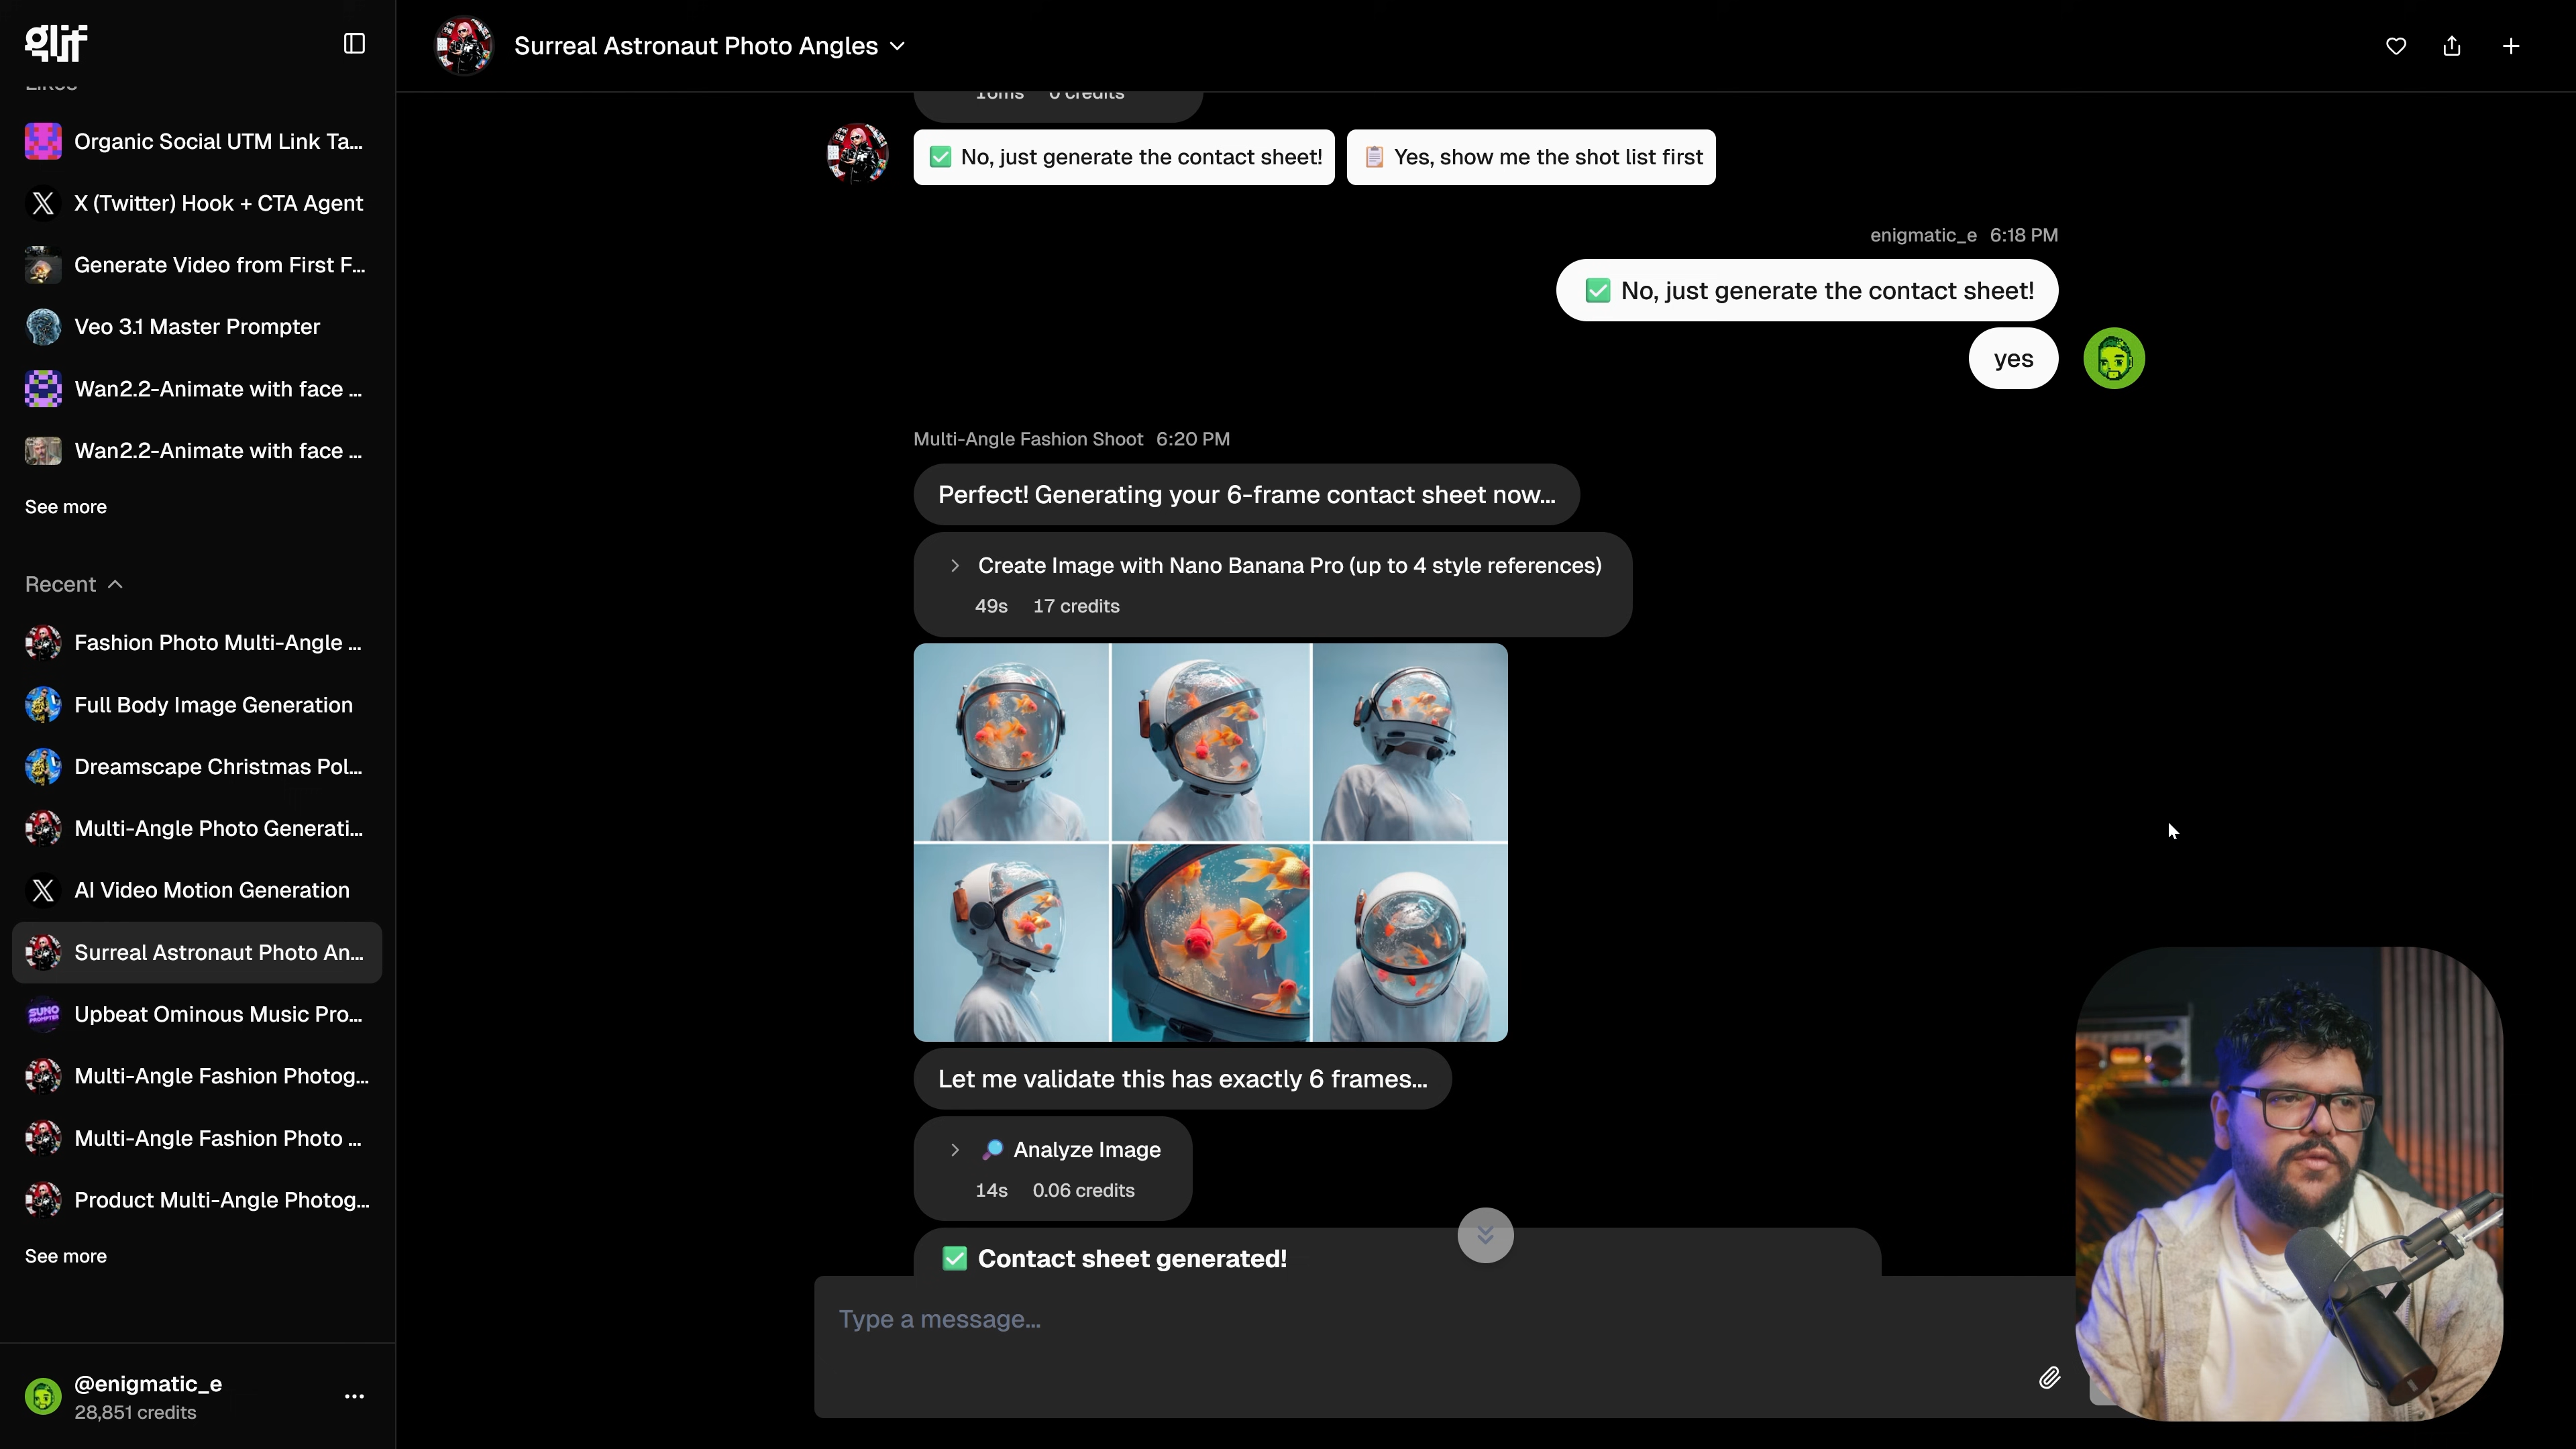 glif
Likes
Organic Social UTM Link Ta...
X (Twitter) Hook + CTA Agent
Generate Video from First F...
Veo 3.1 Master Prompter
Wan2.2-Animate with face ...
Wan2.2-Animate with face ...
See more
Recent
Fashion Photo Multi-Angle ...
Full Body Image Generation
Dreamscape Christmas Pol...
Multi-Angle Photo Generati...
AI Video Motion Generation
Surreal Astronaut Photo An...
SUNO PROMPTER
Upbeat Ominous Music Pro...
Multi-Angle Fashion Photog...
Multi-Angle Fashion Photo ...
Product Multi-Angle Photog...
See more
@enigmatic_e
28,851 credits
Surreal Astronaut Photo Angles
16ms 0 credits
✅ No, just generate the contact sheet! 📋 Yes, show me the shot list first
enigmatic_e 6:18 PM
✅ No, just generate the contact sheet!
yes
Multi-Angle Fashion Shoot 6:20 PM
Perfect! Generating your 6-frame contact sheet now...
Create Image with Nano Banana Pro (up to 4 style references)
49s 17 credits
Let me validate this has exactly 6 frames...
🔎 Analyze Image
14s 0.06 credits
✅ Contact sheet generated!
Type a message...